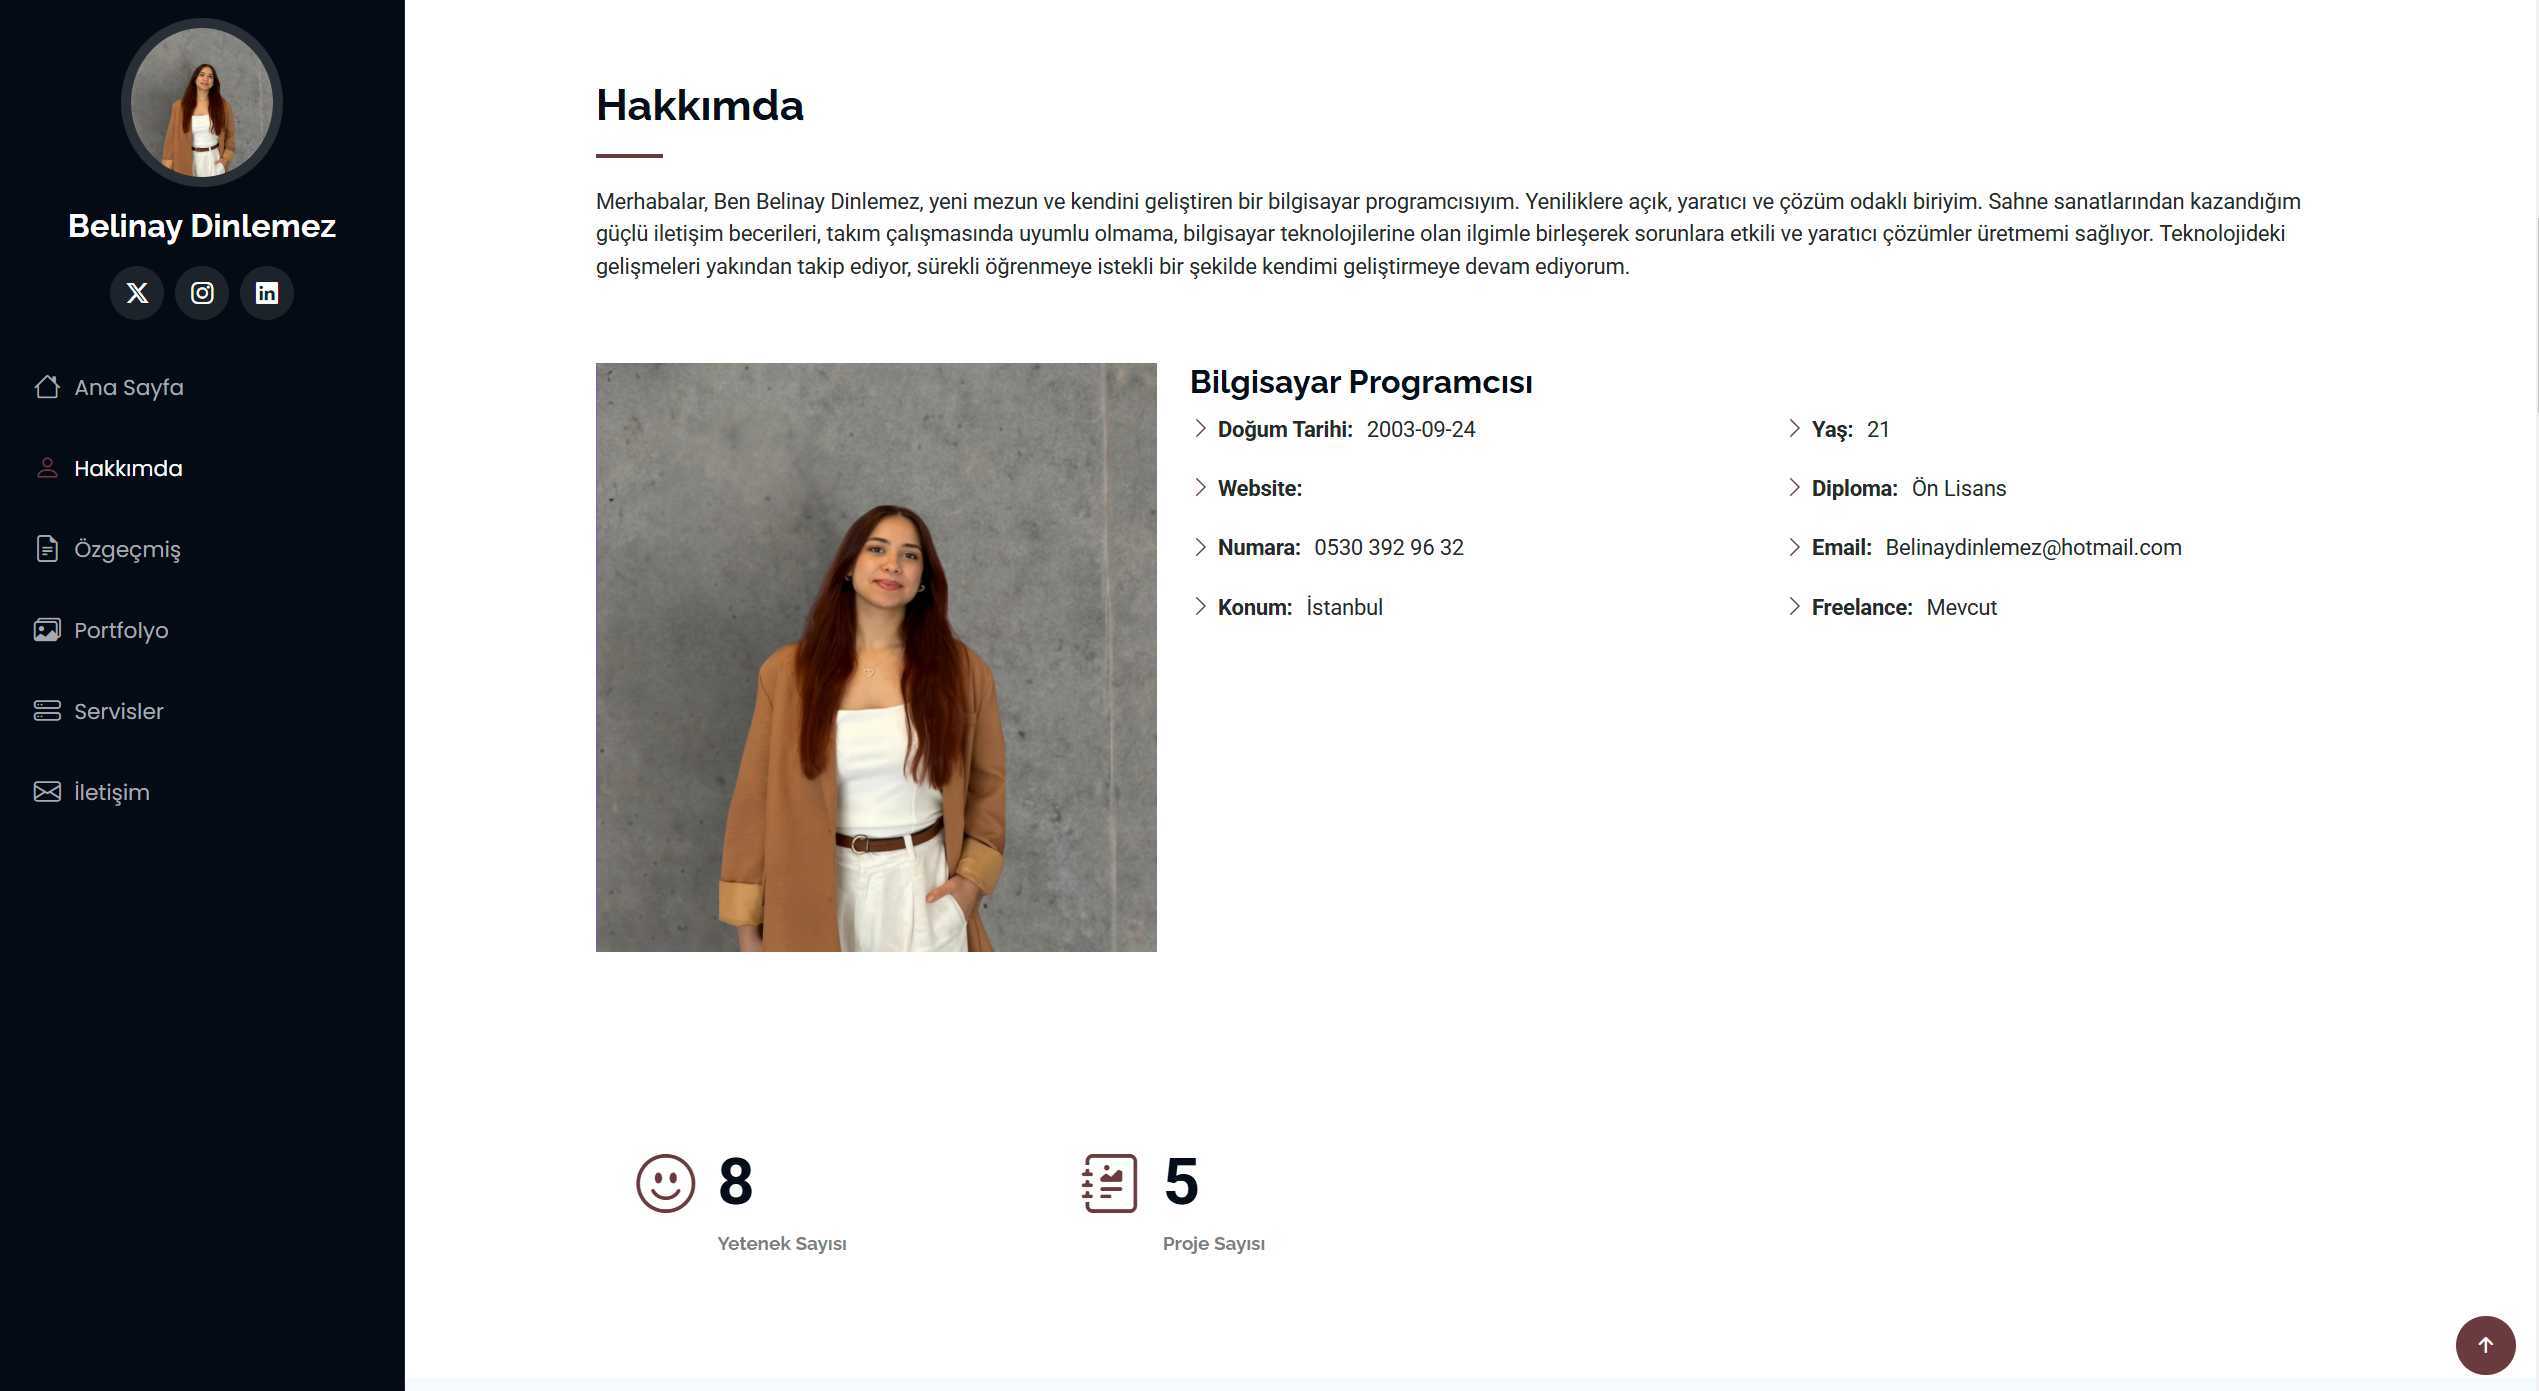 Belinay Dinlemez
Ana Sayfa
Hakkımda
Özgeçmiş
Portfolyo
Servisler
İletişim
Hakkımda
Merhabalar, Ben Belinay Dinlemez, yeni mezun ve kendini geliştiren bir bilgisayar programcısıyım. Yeniliklere açık, yaratıcı ve çözüm odaklı biriyim. Sahne sanatlarından kazandığım
güçlü iletişim becerileri, takım çalışmasında uyumlu olmama, bilgisayar teknolojilerine olan ilgimle birleşerek sorunlara etkili ve yaratıcı çözümler üretmemi sağlıyor. Teknolojideki
gelişmeleri yakından takip ediyor, sürekli öğrenmeye istekli bir şekilde kendimi geliştirmeye devam ediyorum.
Bilgisayar Programcısı
Doğum Tarihi: 2003-09-24
Website:
Numara: 0530 392 96 32
Konum: İstanbul
Yaş: 21
Diploma: Ön Lisans
Email: Belinaydinlemez@hotmail.com
Freelance: Mevcut
8
Yetenek Sayısı
5
Proje Sayısı